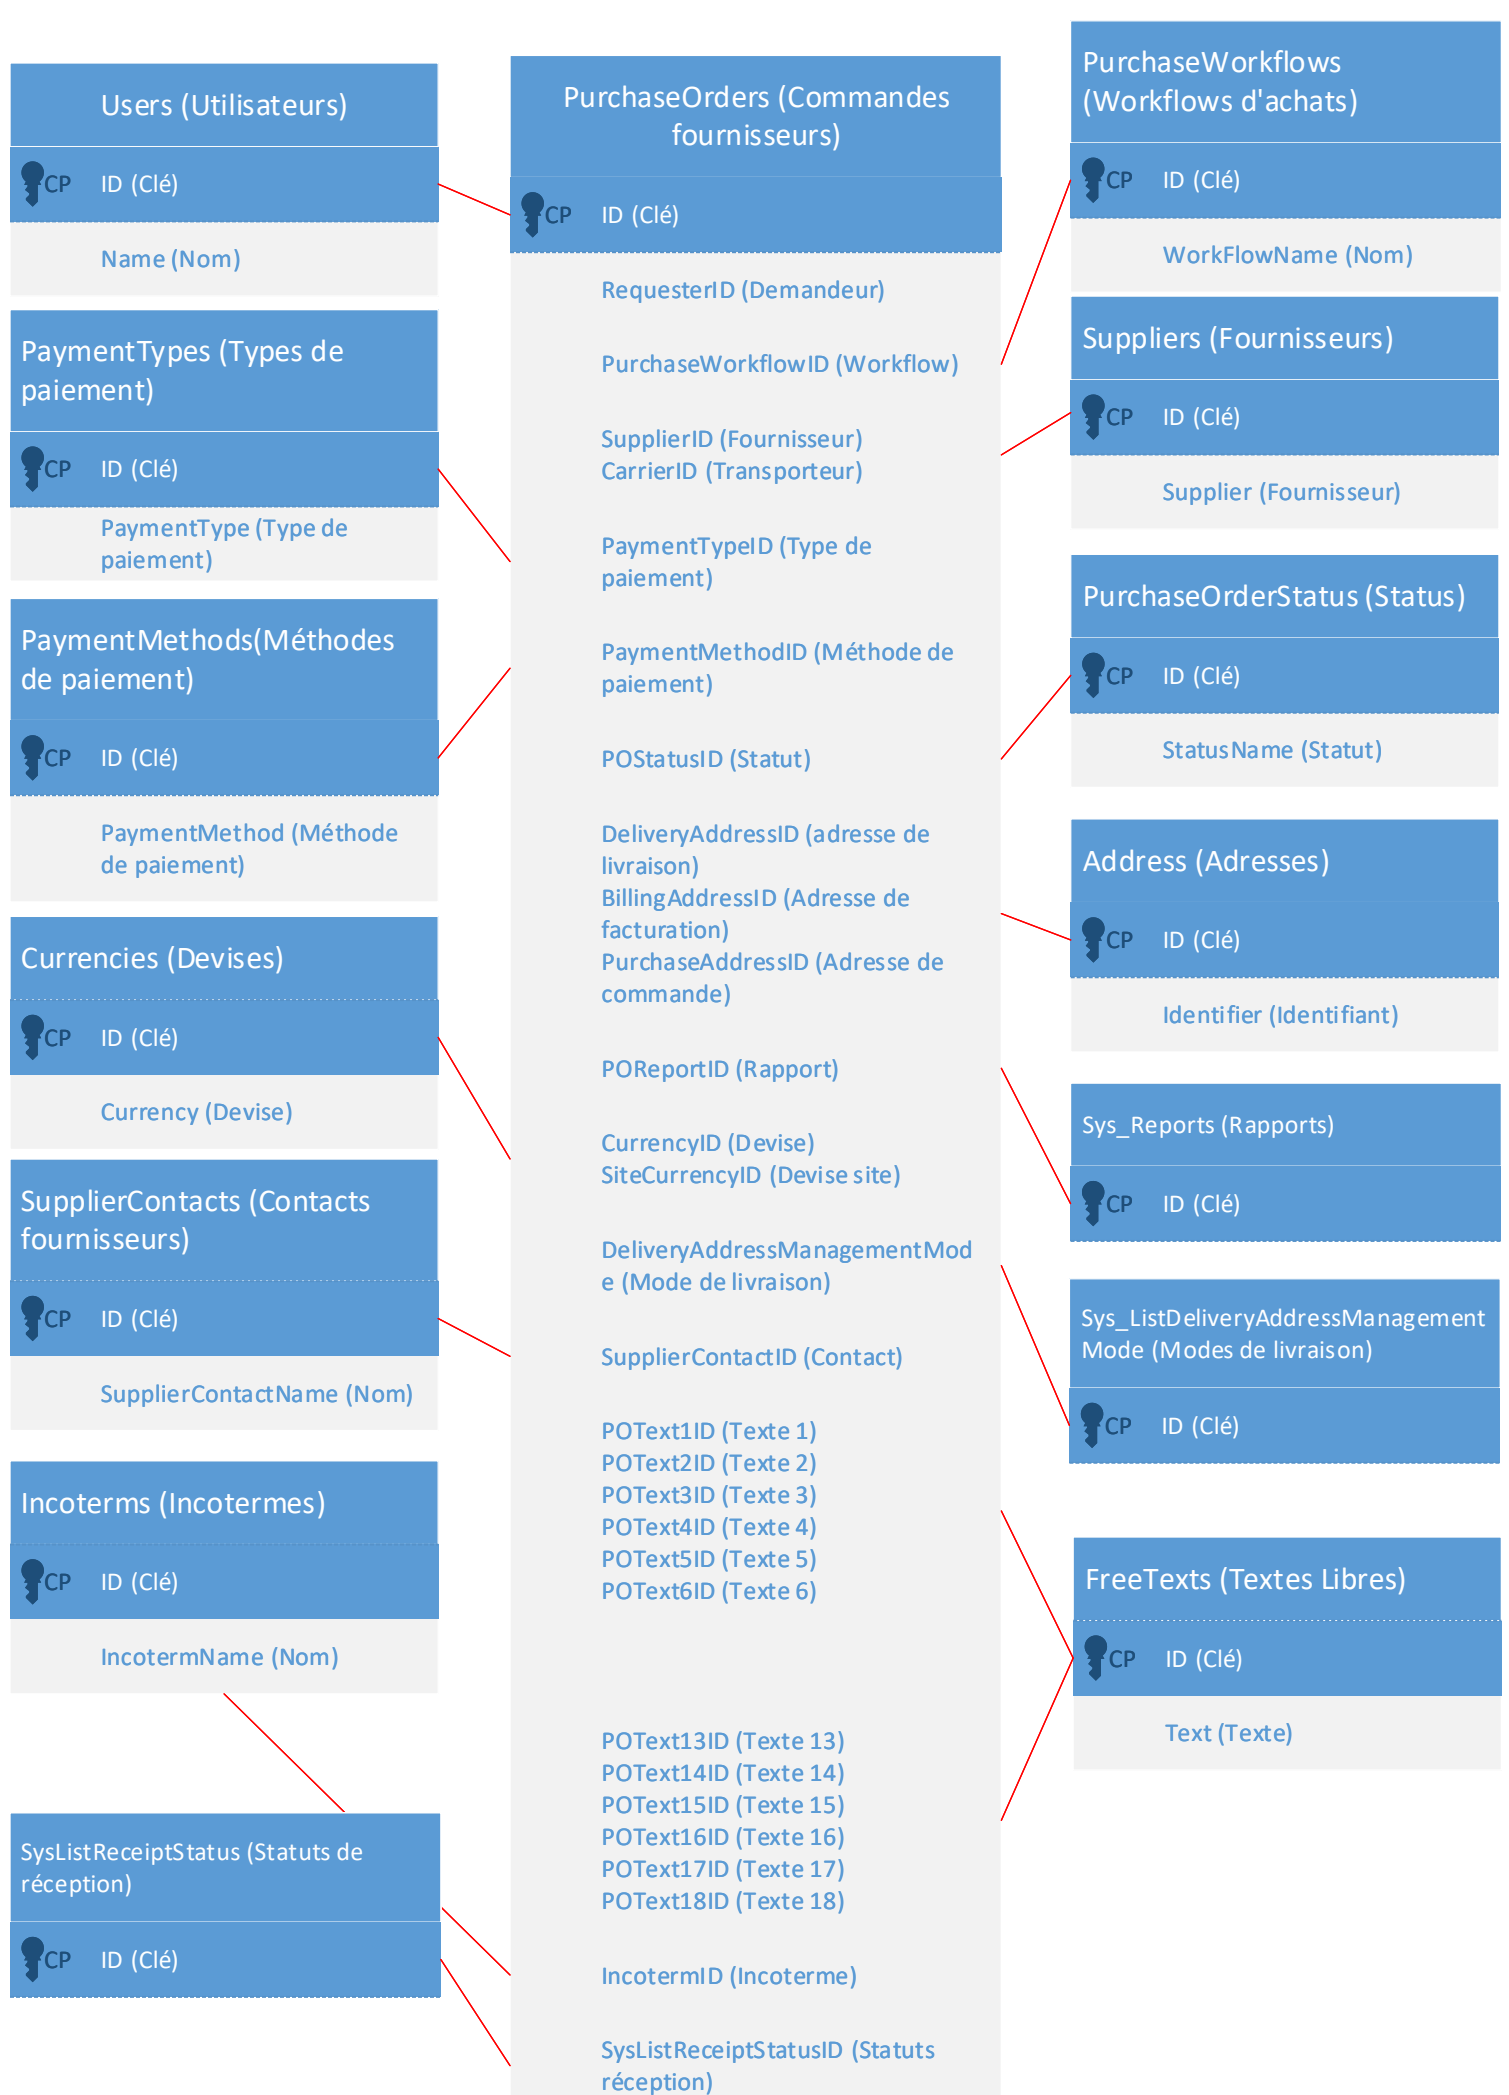 Users (Utilisateurs)
CP ID (Clé)
Name (Nom)
PaymentTypes (Types de
paiement)
CP ID (Clé)
PaymentType (Type de
paiement)
PaymentMethods(Méthodes
de paiement)
CP ID (Clé)
PaymentMethod (Méthode
de paiement)
Currencies (Devises)
CP ID (Clé)
Currency (Devise)
SupplierContacts (Contacts
fournisseurs)
CP ID (Clé)
SupplierContactName (Nom)
Incoterms (Incotermes)
CP ID (Clé)
IncotermName (Nom)
SysListReceiptStatus (Statuts de
réception)
CP ID (Clé)
PurchaseOrders (Commandes
fournisseurs)
CP ID (Clé)
RequesterID (Demandeur)
PurchaseWorkflowID (Workflow)
SupplierID (Fournisseur)
CarrierID (Transporteur)
PaymentTypeID (Type de
paiement)
PaymentMethodID (Méthode de
paiement)
POStatusID (Statut)
DeliveryAddressID (adresse de
livraison)
BillingAddressID (Adresse de
facturation)
PurchaseAddressID (Adresse de
commande)
POReportID (Rapport)
CurrencyID (Devise)
SiteCurrencyID (Devise site)
DeliveryAddressManagementMod
e (Mode de livraison)
SupplierContactID (Contact)
POText1ID (Texte 1)
POText2ID (Texte 2)
POText3ID (Texte 3)
POText4ID (Texte 4)
POText5ID (Texte 5)
POText6ID (Texte 6)
POText13ID (Texte 13)
POText14ID (Texte 14)
POText15ID (Texte 15)
POText16ID (Texte 16)
POText17ID (Texte 17)
POText18ID (Texte 18)
IncotermID (Incoterme)
SysListReceiptStatusID (Statuts
réception)
PurchaseWorkflows
(Workflows d'achats)
CP ID (Clé)
WorkFlowName (Nom)
Suppliers (Fournisseurs)
CP ID (Clé)
Supplier (Fournisseur)
PurchaseOrderStatus (Status)
CP ID (Clé)
StatusName (Statut)
Address (Adresses)
CP ID (Clé)
Identifier (Identifiant)
Sys_Reports (Rapports)
CP ID (Clé)
Sys_ListDeliveryAddressManagement
Mode (Modes de livraison)
CP ID (Clé)
FreeTexts (Textes Libres)
CP ID (Clé)
Text (Texte)